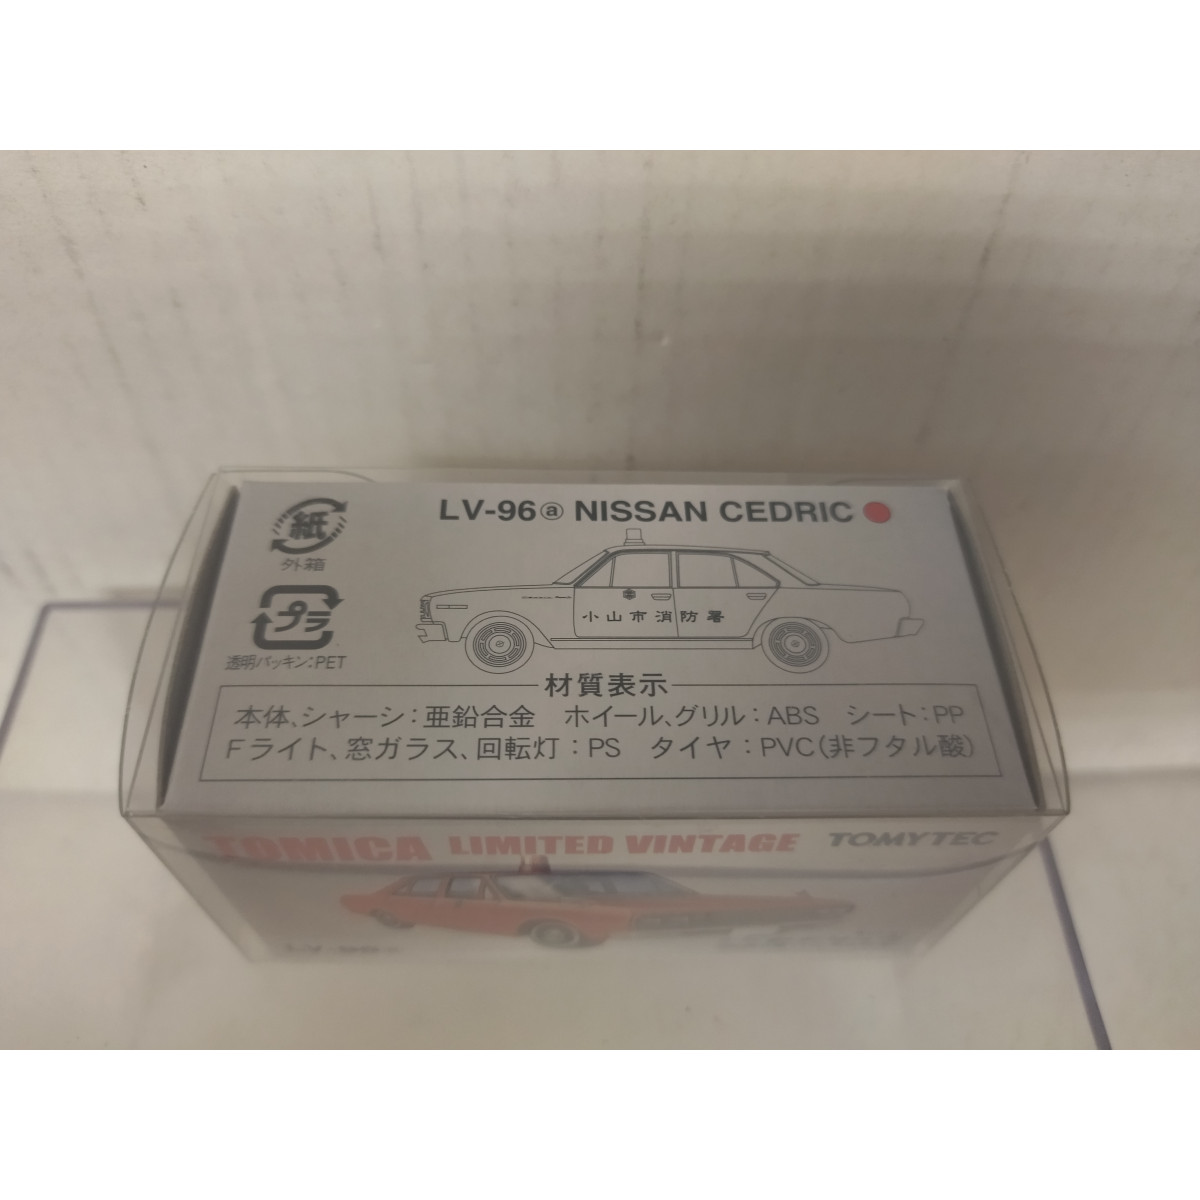 LV-96ⓐ NISSAN CEDRIC
紙
外箱
プラ
透明パッキン:PET
小山市消防署
材質表示
本体、シャーシ:亜鉛合金 ホイール、グリル:ABS シート:PP
Fライト、窓ガラス、回転灯:PS タイヤ:PVC(非フタル酸)
TOMICA LIMITED VINTAGE TOMYTEC